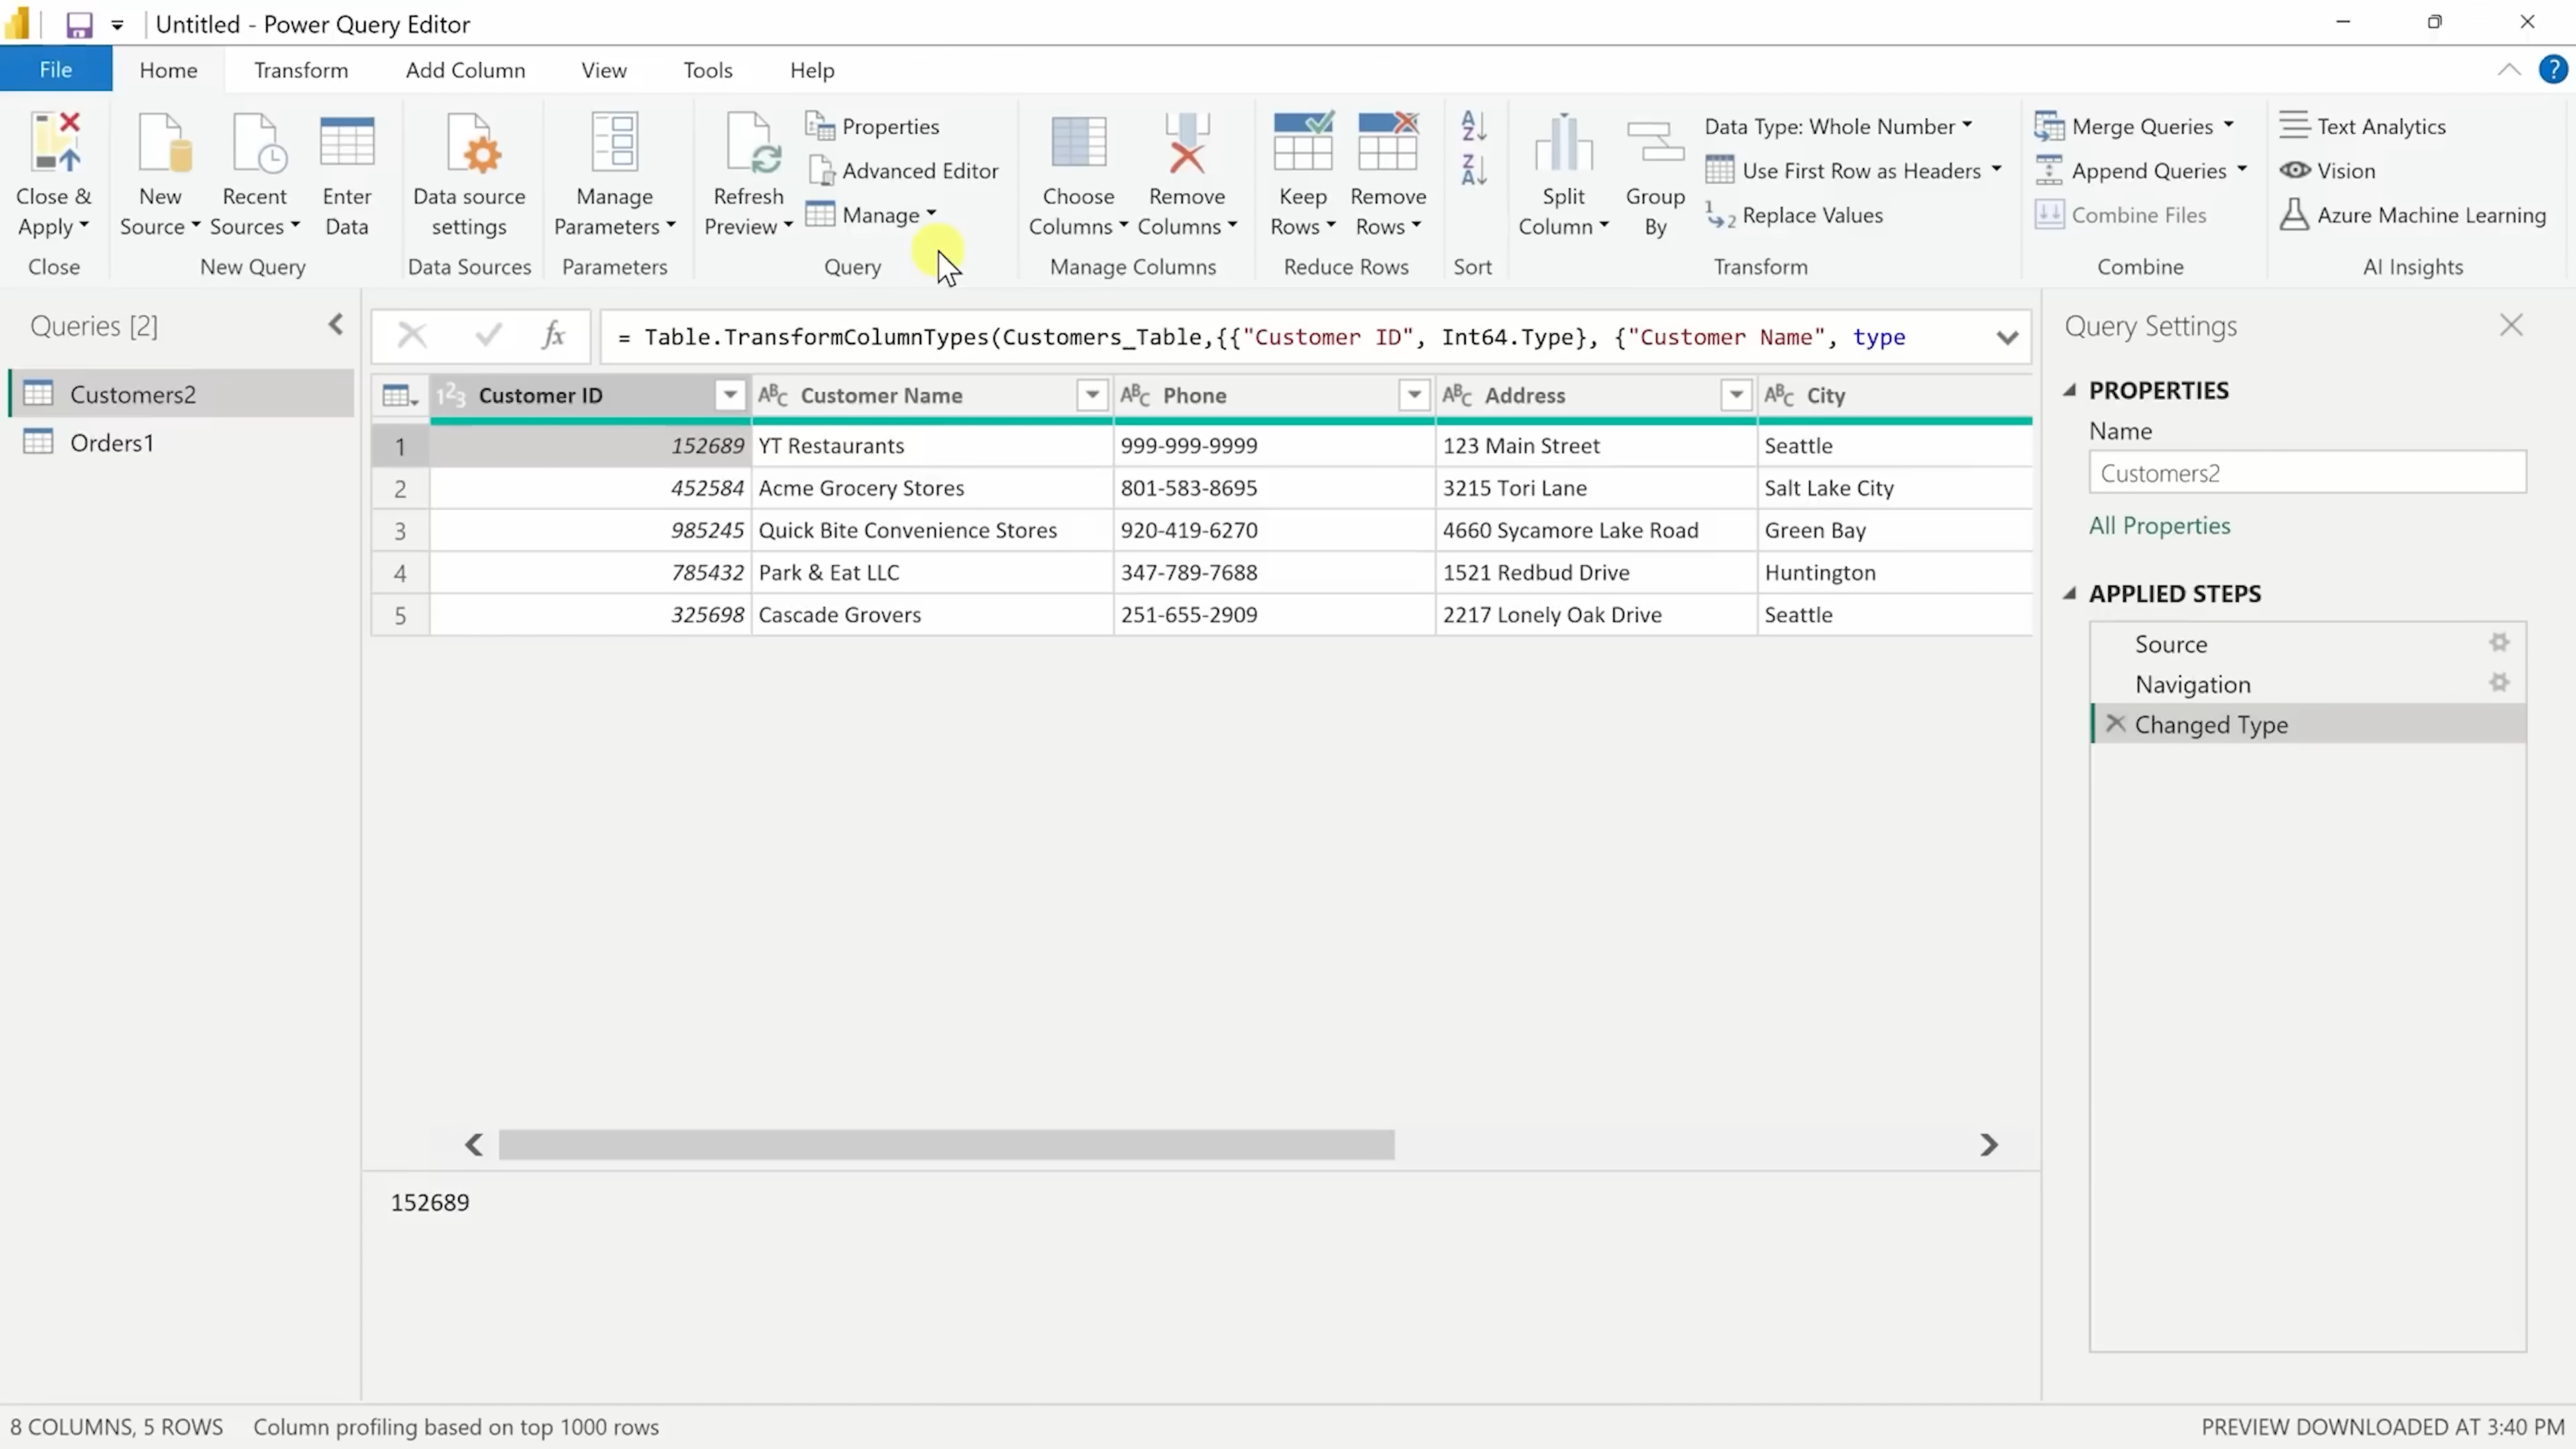 Untitled - Power Query Editor
File Home Transform Add Column View Tools Help
Close & Apply
New Source
Recent Sources
Enter Data
Data source settings
Manage Parameters
Refresh Preview
Properties
Advanced Editor
Manage
Choose Columns
Remove Columns
Keep Rows
Remove Rows
A Z
Z A
Split Column
Group By
Data Type: Whole Number
Use First Row as Headers
1 2 Replace Values
Merge Queries
Append Queries
Combine Files
Text Analytics
Vision
Azure Machine Learning
Close New Query Data Sources Parameters Query Manage Columns Reduce Rows Sort Transform Combine AI Insights
Queries [2]
Customers2
Orders1
fx = Table.TransformColumnTypes(Customers_Table,{{"Customer ID", Int64.Type}, {"Customer Name", type
123 Customer ID ABC Customer Name ABC Phone ABC Address ABC City
1 152689 YT Restaurants 999-999-9999 123 Main Street Seattle
2 452584 Acme Grocery Stores 801-583-8695 3215 Tori Lane Salt Lake City
3 985245 Quick Bite Convenience Stores 920-419-6270 4660 Sycamore Lake Road Green Bay
4 785432 Park & Eat LLC 347-789-7688 1521 Redbud Drive Huntington
5 325698 Cascade Grovers 251-655-2909 2217 Lonely Oak Drive Seattle
152689
Query Settings
PROPERTIES
Name
Customers2
All Properties
APPLIED STEPS
Source
Navigation
Changed Type
8 COLUMNS, 5 ROWS Column profiling based on top 1000 rows
PREVIEW DOWNLOADED AT 3:40 PM
?